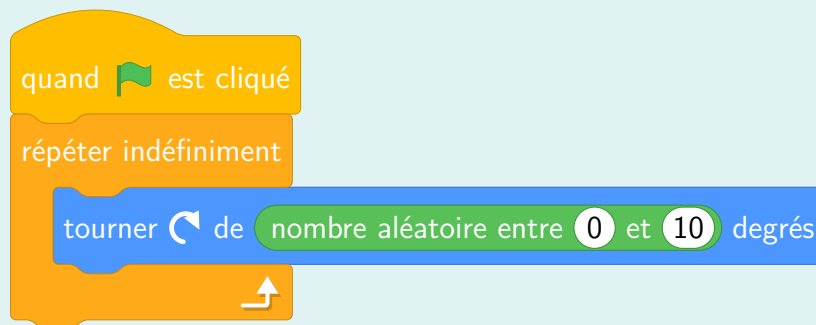 quand est cliqué
répéter indéfiniment
tourner de nombre aléatoire entre 0 et 10 degrés